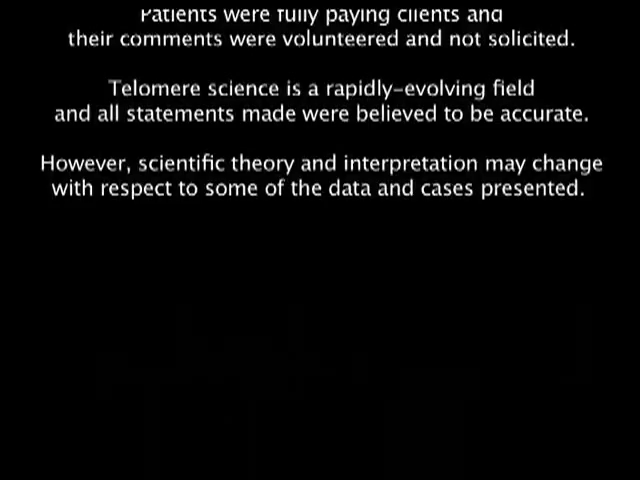 Patients were fully paying clients and
their comments were volunteered and not solicited.
Telomere science is a rapidly-evolving field
and all statements made were believed to be accurate.
However, scientific theory and interpretation may change
with respect to some of the data and cases presented.